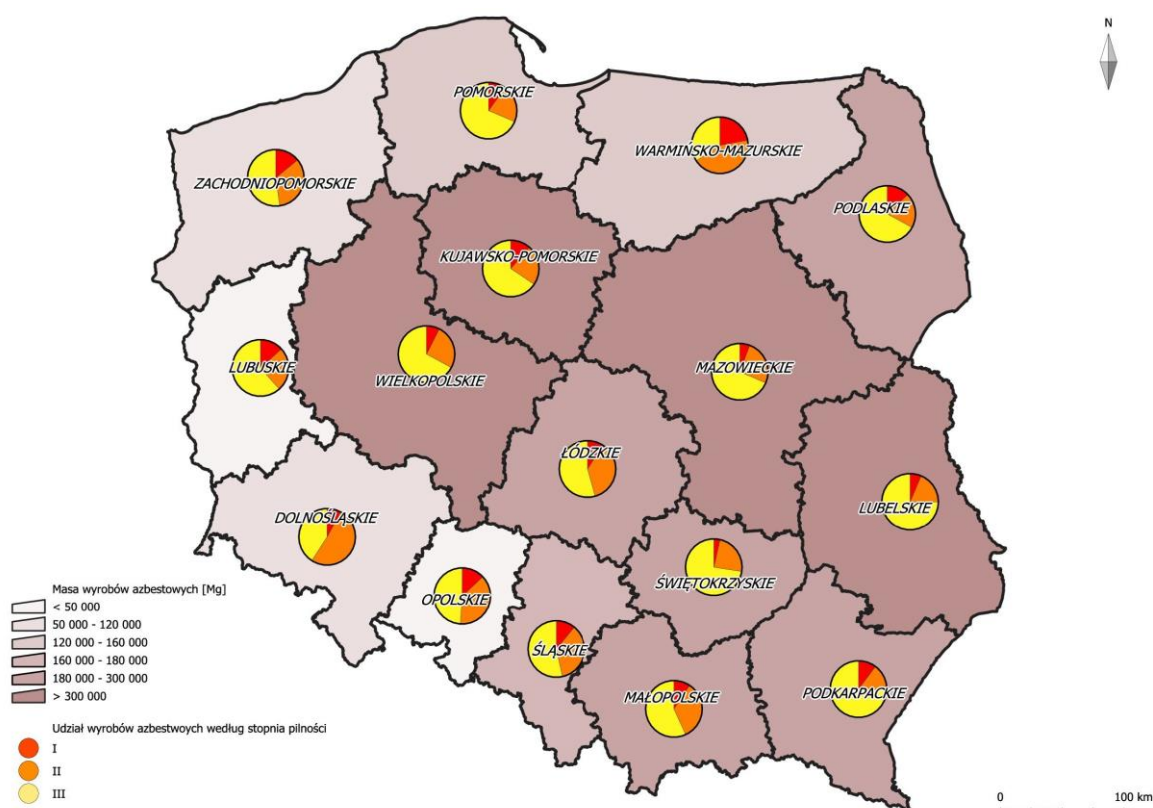 N
POMORSKIE
WARMIŃSKO-MAZURSKIE
ZACHODNIOPOMORSKIE
PODLASKIE
KUJAWSKO-POMORSKIE
LUBUSKIE
WIELKOPOLSKIE
MAZOWIECKIE
ŁÓDZKIE
LUBELSKIE
DOLNOŚLĄSKIE
ŚWIĘTOKRZYSKIE
OPOLSKIE
ŚLĄSKIE
MAŁOPOLSKIE
PODKARPACKIE
Masa wyrobów azbestowych [Mg]
< 50 000
50 000 - 120 000
120 000 - 160 000
160 000 - 180 000
180 000 - 300 000
> 300 000
Udział wyrobów azbestwoych według stopnia pilności
I
II
III
0 100 km